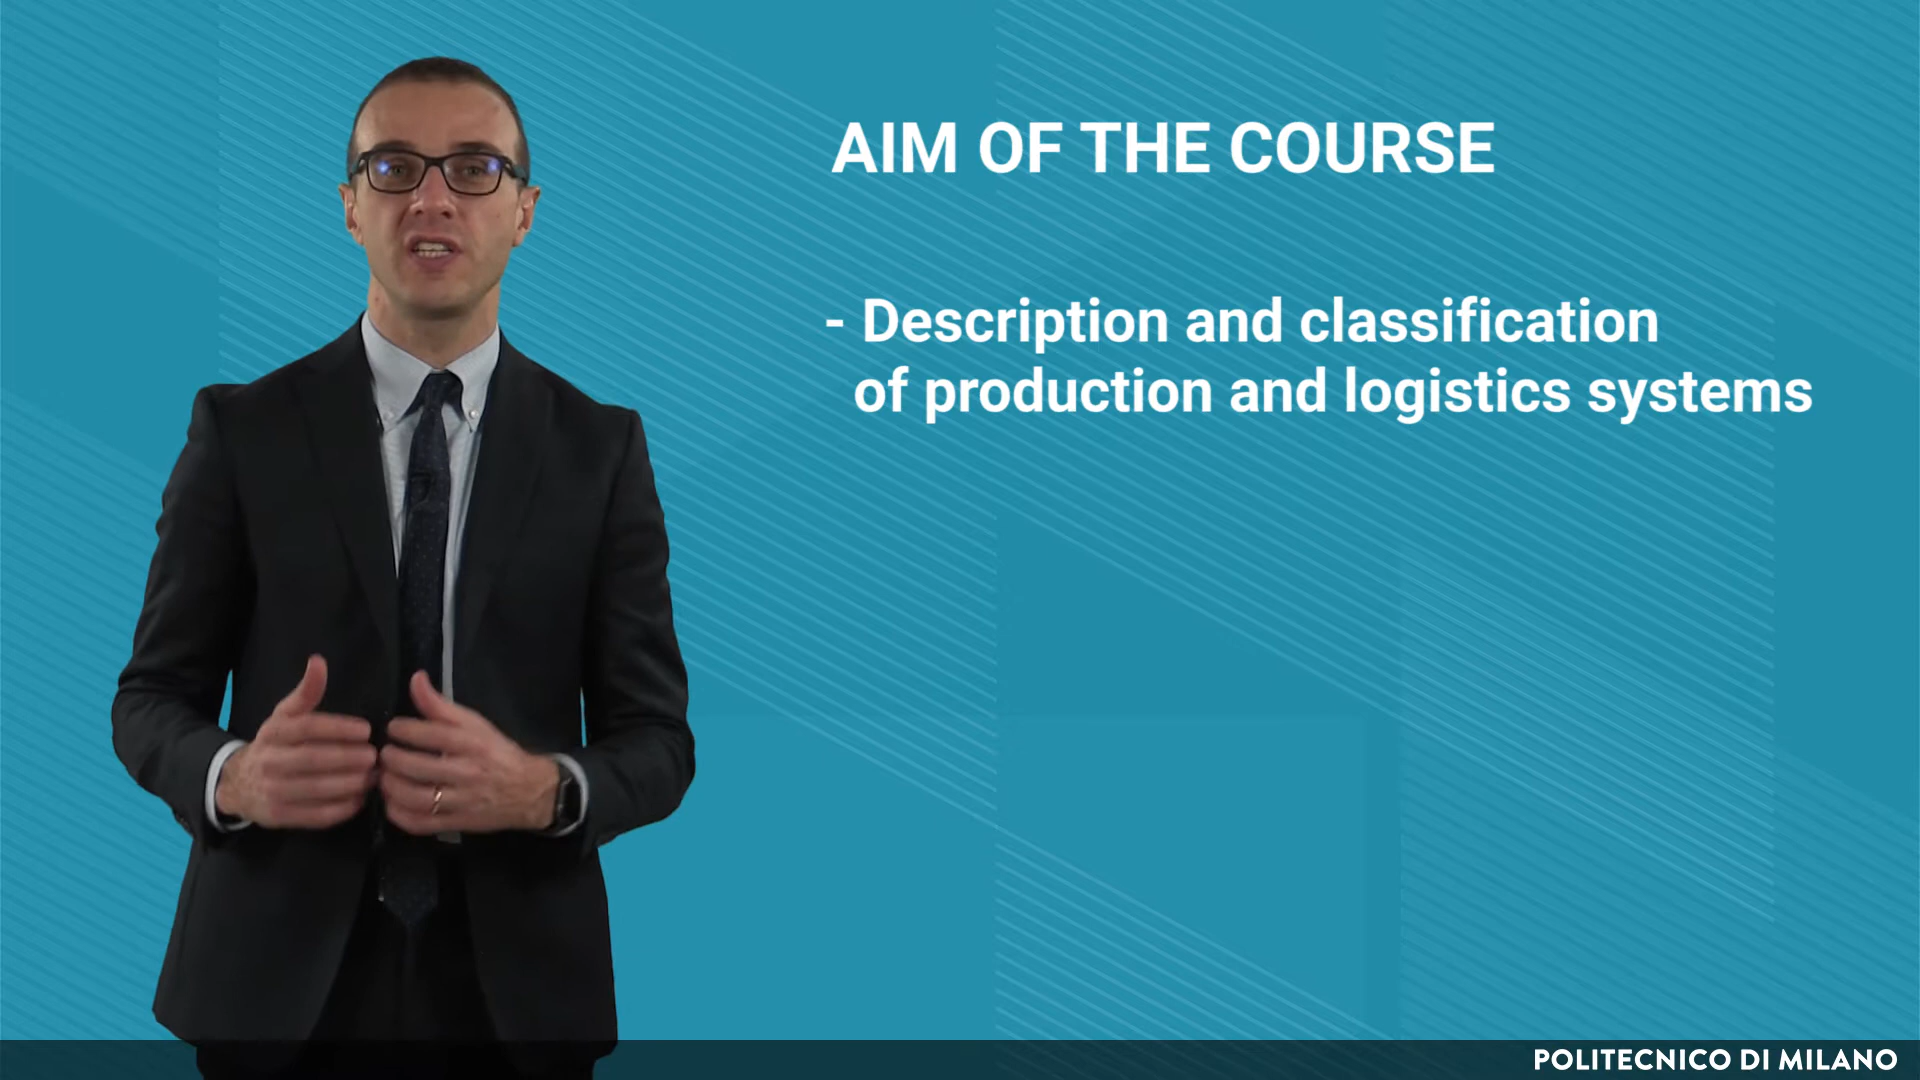 AIM OF THE COURSE
- Description and classification
of production and logistics systems
POLITECNICO DI MILANO